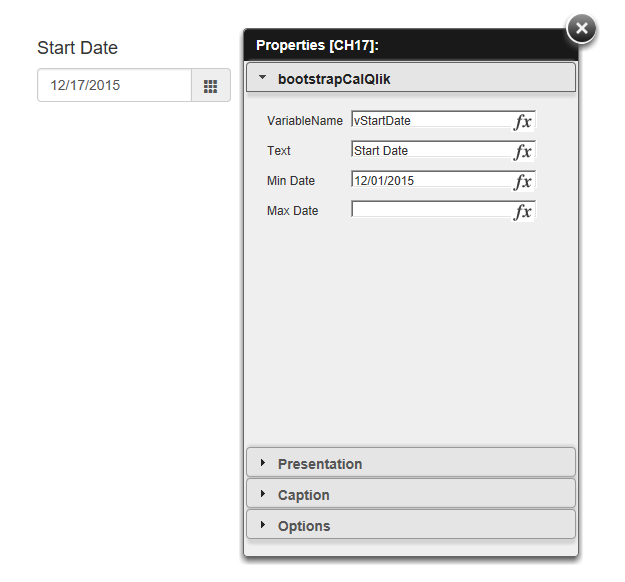 Start Date
12/17/2015
Properties [CH17]:
bootstrapCalQlik
VariableName vStartDate fx
Text Start Date fx
Min Date 12/01/2015 fx
Max Date fx
Presentation
Caption
Options